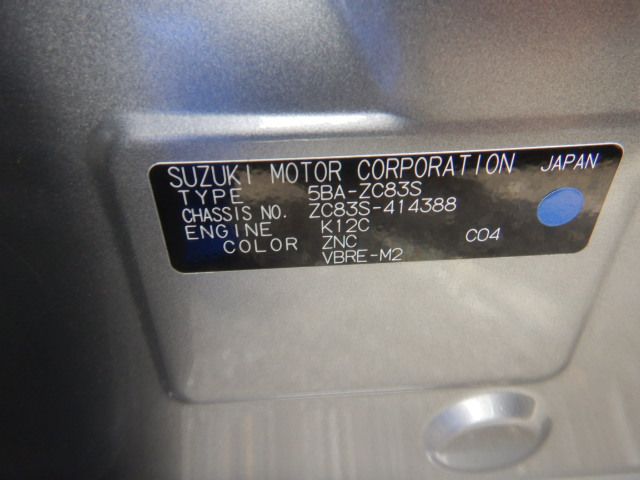 SUZUKI MOTOR CORPORATION JAPAN
TYPE 5BA-ZC83S
CHASSIS NO. ZC83S-414388
ENGINE K12C
COLOR ZNC C04
VBRE-M2